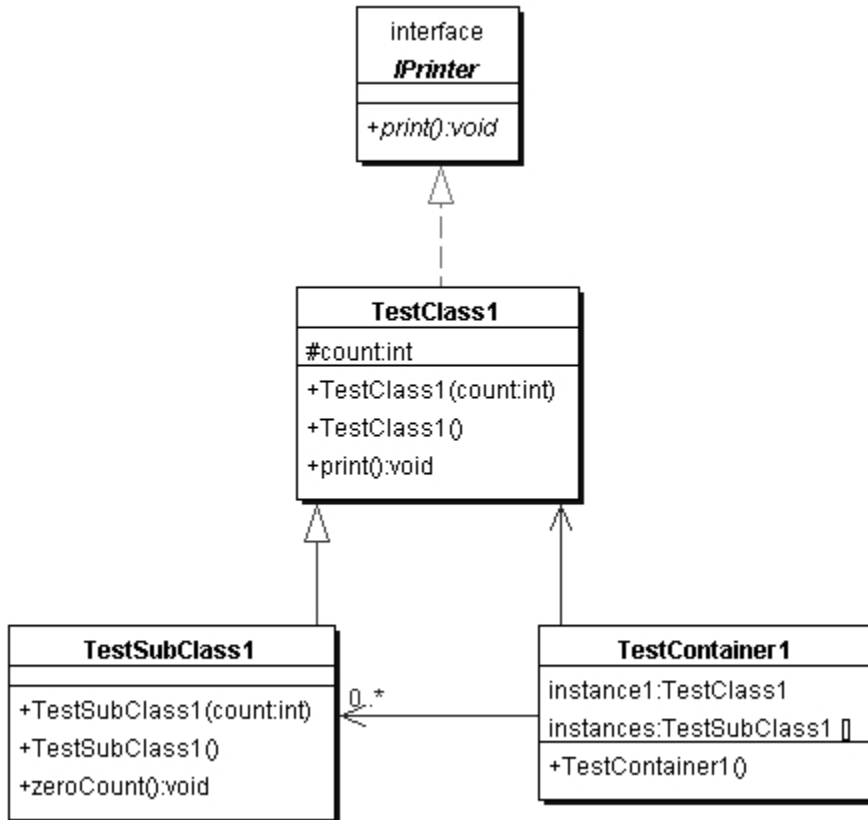 interface
IPrinter
+print():void
TestClass1
#count:int
+TestClass1(count:int)
+TestClass1()
+print():void
TestSubClass1
+TestSubClass1(count:int)
+TestSubClass1()
+zeroCount():void
0..*
TestContainer1
instance1:TestClass1
instances:TestSubClass1 []
+TestContainer1()